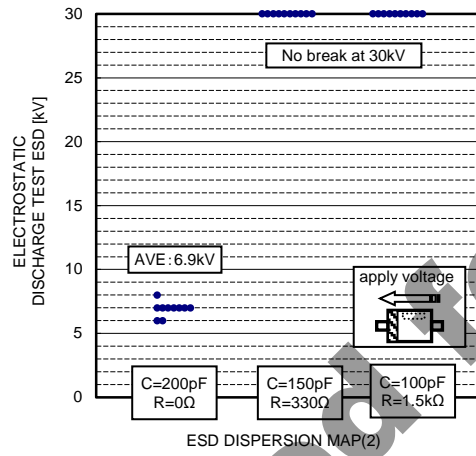 ELECTROSTATIC
DISCHARGE TEST ESD [kV]
30
25
20
15
10
5
0
No break at 30kV
AVE:6.9kV
apply voltage
C=200pF
R=0Ω
C=150pF
R=330Ω
C=100pF
R=1.5kΩ
ESD DISPERSION MAP(2)